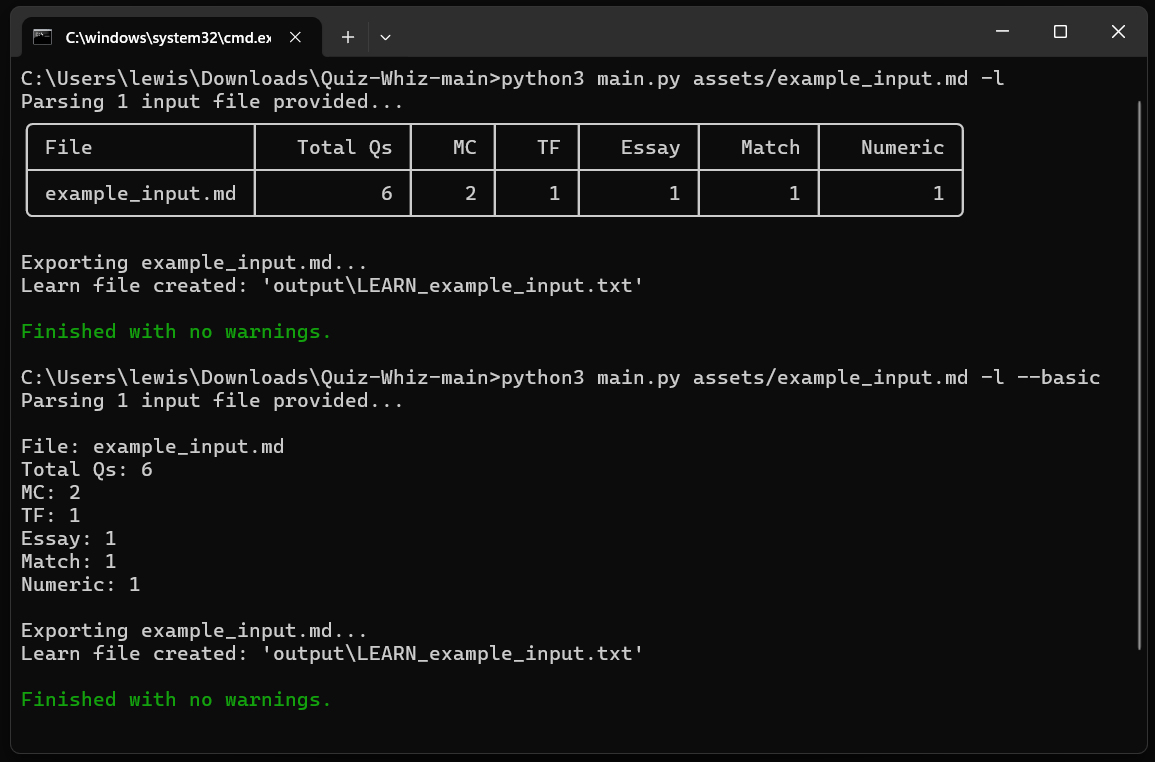 C:\windows\system32\cmd.ex
C:\Users\lewis\Downloads\Quiz-Whiz-main>python3 main.py assets/example_input.md -l
Parsing 1 input file provided...
File Total Qs MC TF Essay Match Numeric
example_input.md 6 2 1 1 1 1
Exporting example_input.md...
Learn file created: 'output\LEARN_example_input.txt'
Finished with no warnings.
C:\Users\lewis\Downloads\Quiz-Whiz-main>python3 main.py assets/example_input.md -l --basic
Parsing 1 input file provided...
File: example_input.md
Total Qs: 6
MC: 2
TF: 1
Essay: 1
Match: 1
Numeric: 1
Exporting example_input.md...
Learn file created: 'output\LEARN_example_input.txt'
Finished with no warnings.